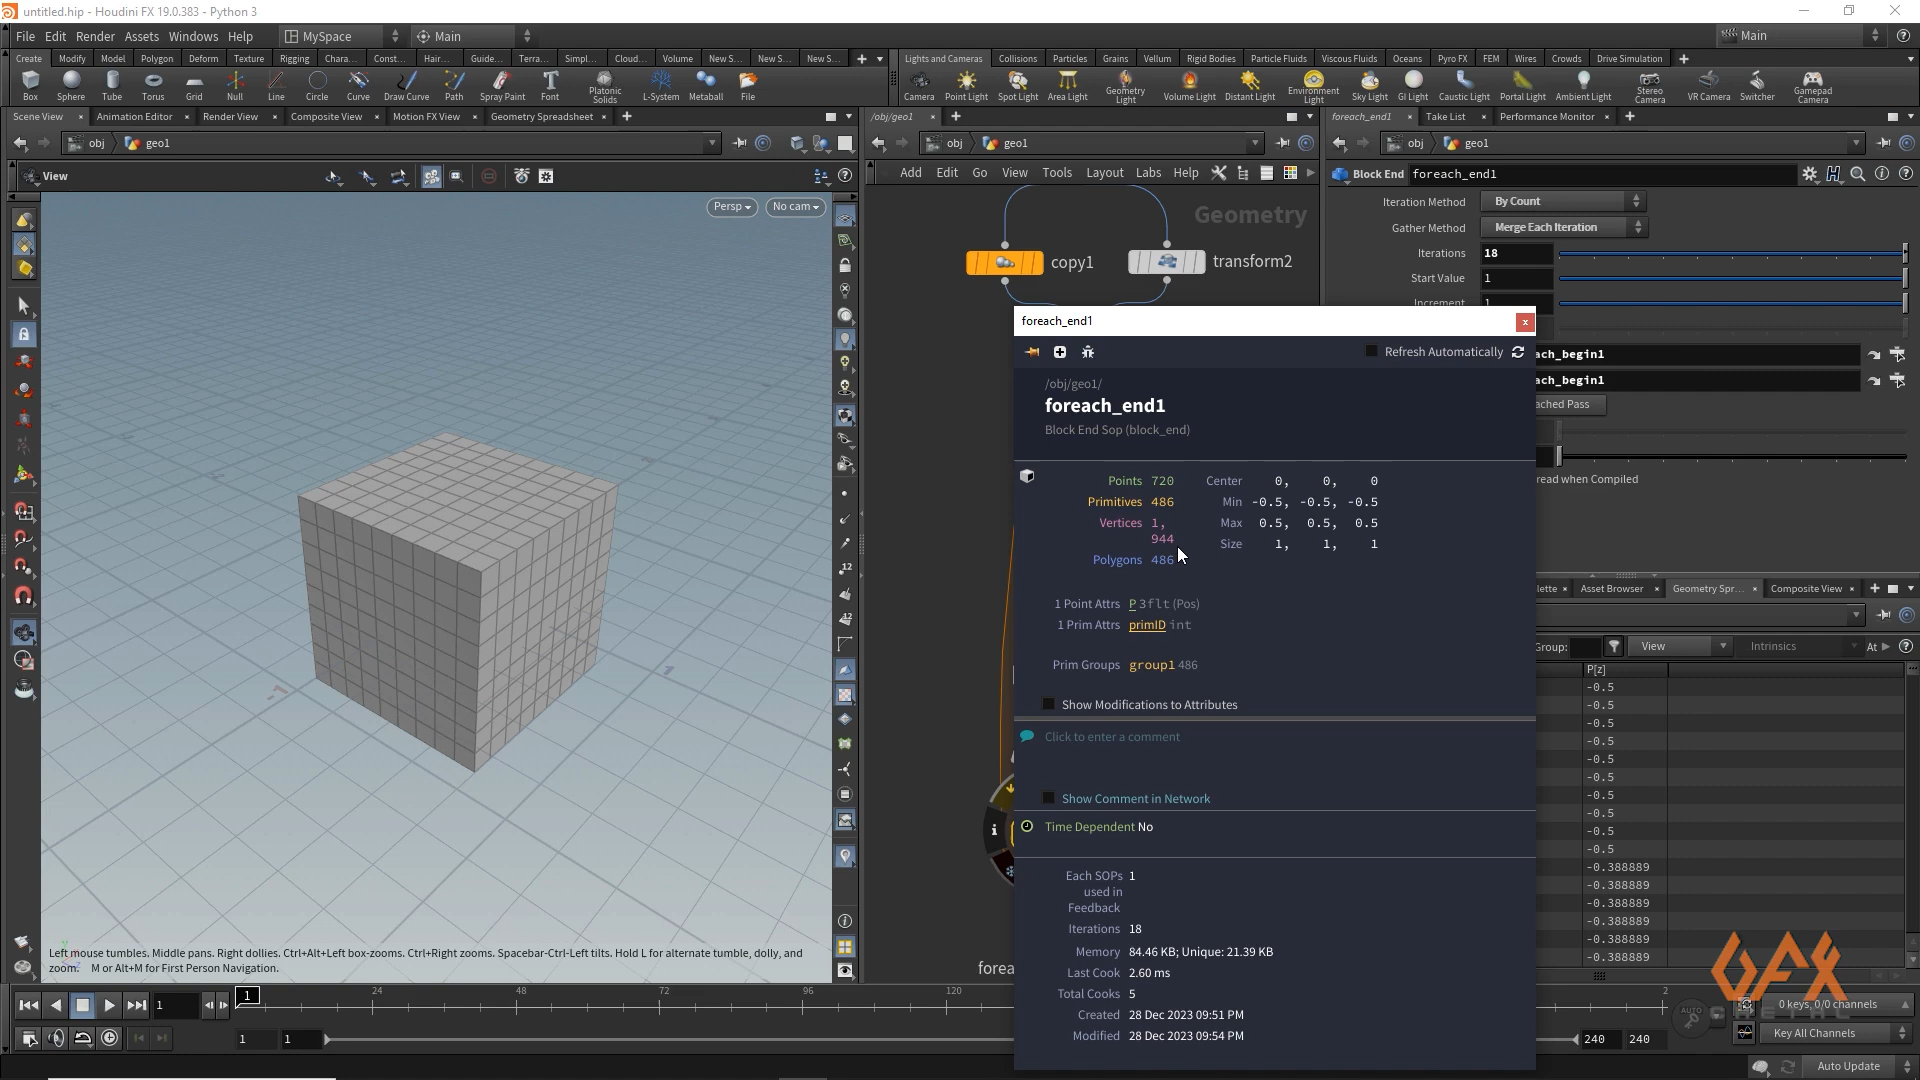 untitled.hip - Houdini FX 19.0.383 - Python 3
File Edit Render Assets Windows Help MySpace Main Main
Create Modify Model Polygon Deform Texture Rigging Chara... Const... Hair... Guide... Terra... Simpl... Cloud... Volume New S... New S... New S...
Lights and Cameras Collisions Particles Grains Vellum Rigid Bodies Particle Fluids Viscous Fluids Oceans Pyro FX FEM Wires Crowds Drive Simulation
Box Sphere Tube Torus Grid Null Line Circle Curve Draw Curve Path Spray Paint Font Platonic Solids L-System Metaball File
Camera Point Light Spot Light Area Light Geometry Light Volume Light Distant Light Environment Light Sky Light GI Light Caustic Light Portal Light Ambient Light Stereo Camera VR Camera Switcher Gamepad Camera
Scene View Animation Editor Render View Composite View Motion FX View Geometry Spreadsheet
/obj/geo1
foreach_end1 Take List Performance Monitor
obj geo1
obj geo1
obj geo1
View
Persp No cam
Add Edit Go View Tools Layout Labs Help
Geometry
copy1 transform2
Block End foreach_end1
Iteration Method By Count
Gather Method Merge Each Iteration
Iterations 18
Start Value 1
Increment 1
ach_begin1
ach_begin1
ached Pass
read when Compiled
foreach_end1
Refresh Automatically
/obj/geo1/
foreach_end1
Block End Sop (block_end)
Points 720 Center 0, 0, 0
Primitives 486 Min -0.5, -0.5, -0.5
Vertices 1,944 Max 0.5, 0.5, 0.5
Size 1, 1, 1
Polygons 486
1 Point Attrs P 3flt (Pos)
1 Prim Attrs primID int
Prim Groups group1 486
Show Modifications to Attributes
Click to enter a comment
Show Comment in Network
Time Dependent No
Each SOPs used in Feedback 1
Iterations 18
Memory 84.46 KB; Unique: 21.39 KB
Last Cook 2.60 ms
Total Cooks 5
Created 28 Dec 2023 09:51 PM
Modified 28 Dec 2023 09:54 PM
forea
lette Asset Browser Geometry Spr... Composite View
Group: View Intrinsics At
P[z]
-0.5
-0.5
-0.5
-0.5
-0.5
-0.5
-0.5
-0.5
-0.5
-0.5
-0.388889
-0.388889
-0.388889
-0.388889
-0.388889
-0.388889
Left mouse tumbles. Middle pans. Right dollies. Ctrl+Alt+Left box-zooms. Ctrl+Right zooms. Spacebar-Ctrl-Left tilts. Hold L for alternate tumble, dolly, and
zoom. M or Alt+M for First Person Navigation.
1 1 24 48 72 96 120 2
0 keys, 0/0 channels
1 1 240 240
Key All Channels
AUTO
GFX
Auto Update